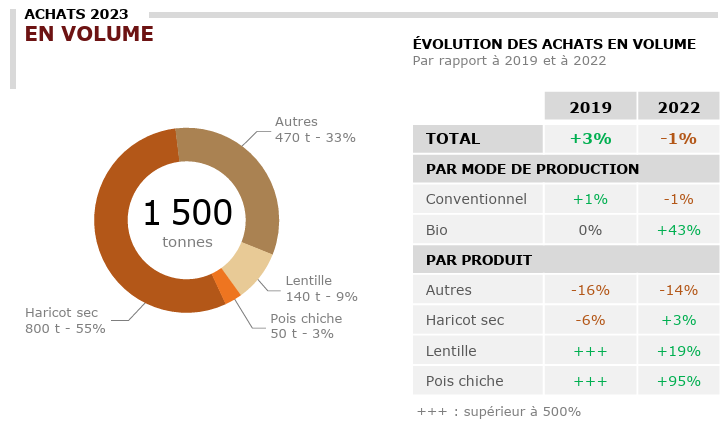 ACHATS 2023
EN VOLUME
ÉVOLUTION DES ACHATS EN VOLUME
Par rapport à 2019 et à 2022
Autres
470 t - 33%
1 500
tonnes
Lentille
140 t - 9%
Pois chiche
50 t - 3%
Haricot sec
800 t - 55%
2019 2022
TOTAL +3% -1%
PAR MODE DE PRODUCTION
Conventionnel +1% -1%
Bio 0% +43%
PAR PRODUIT
Autres -16% -14%
Haricot sec -6% +3%
Lentille +++ +19%
Pois chiche +++ +95%
+++ : supérieur à 500%